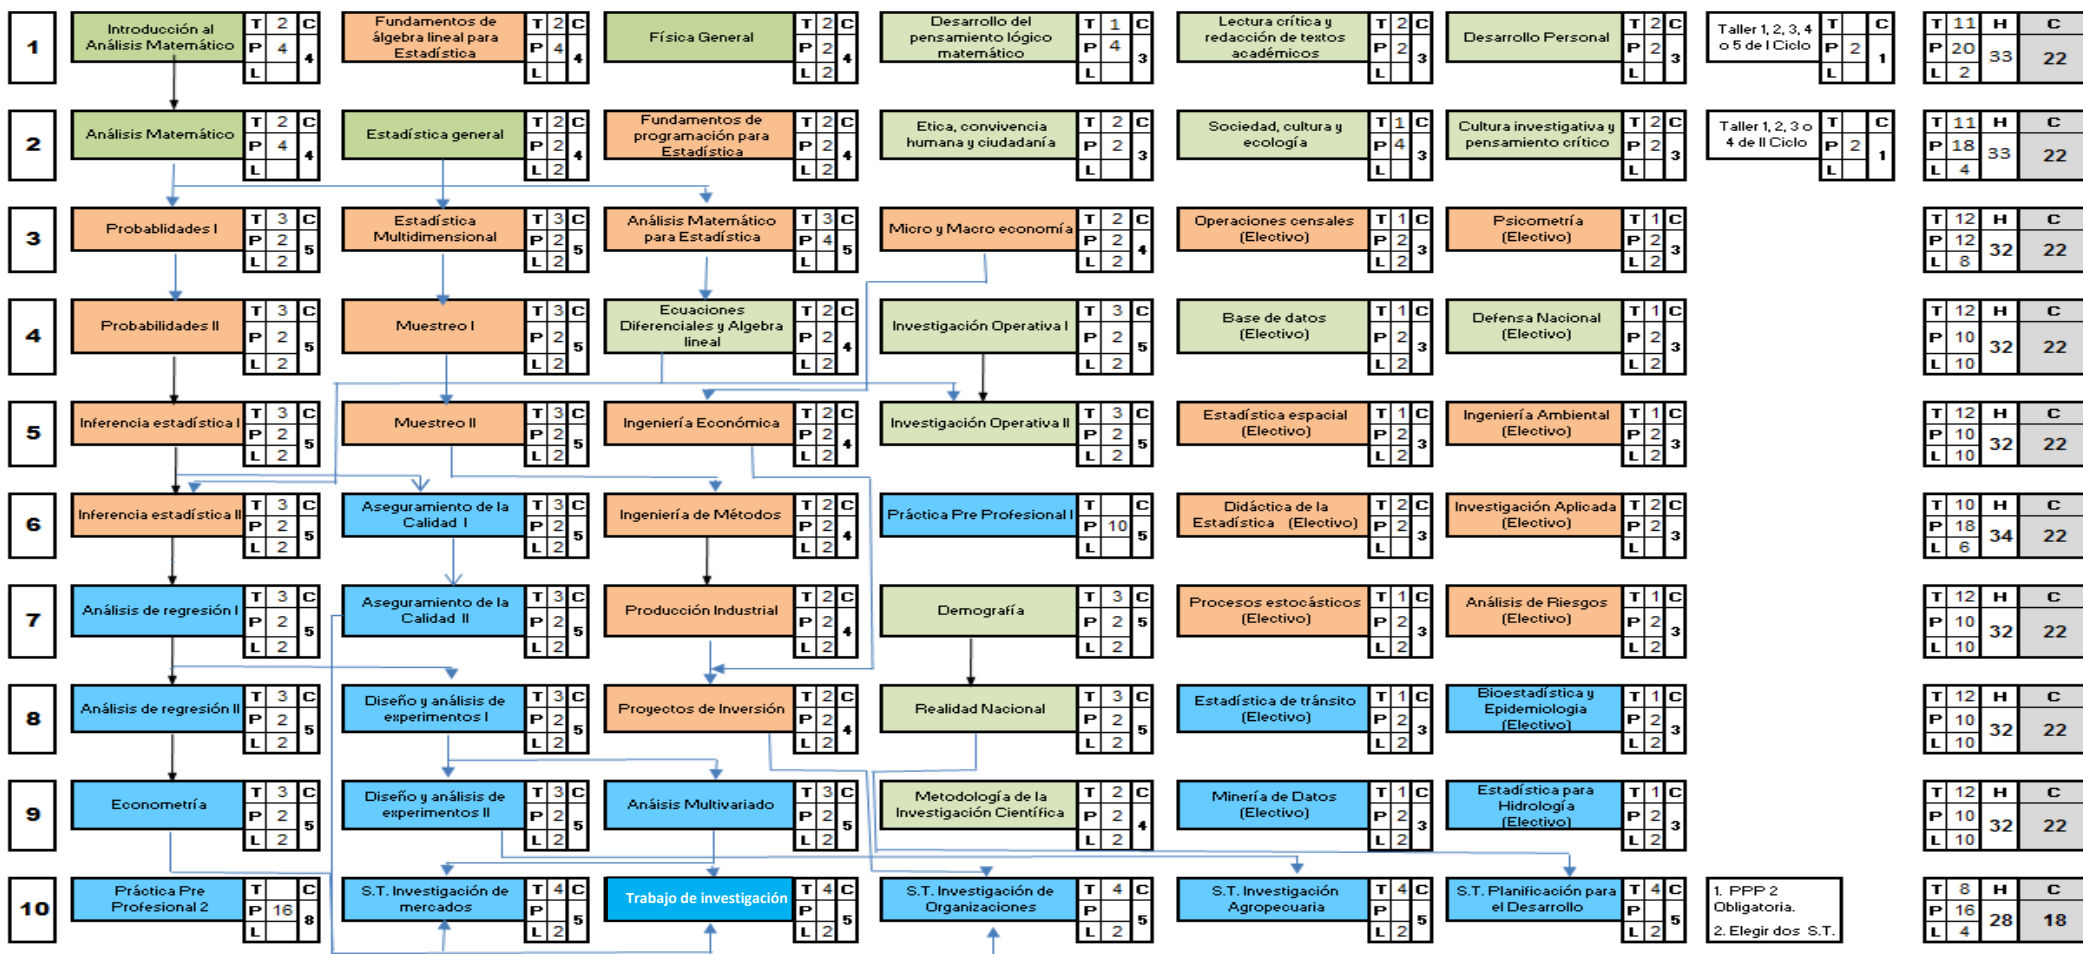 1
Introducción al
Análisis Matemático
T 2 C
P 4 4
L
Fundamentos de
álgebra lineal para
Estadística
T 2 C
P 4 4
L
Física General
T 2 C
P 2 4
L 2
Desarrollo del
pensamiento lógico
matemático
T 1 C
P 4 3
L
Lectura crítica y
redacción de textos
académicos
T 2 C
P 2 3
L
Desarrollo Personal
T 2 C
P 2 3
L
Taller 1, 2, 3, 4
o 5 de I Ciclo
T C
P 2 1
L
T 11 H C
P 20 33 22
L 2
2
Análisis Matemático
T 2 C
P 4 4
L
Estadística general
T 2 C
P 2 4
L 2
Fundamentos de
programación para
Estadística
T 2 C
P 2 4
L 2
Etica, convivencia
humana y ciudadanía
T 2 C
P 2 3
L
Sociedad, cultura y
ecología
T 1 C
P 4 3
L
Cultura investigativa y
pensamiento crítico
T 2 C
P 2 3
L
Taller 1, 2, 3 o
4 de II Ciclo
T C
P 2 1
L
T 11 H C
P 18 33 22
L 4
3
Probablidades I
T 3 C
P 2 5
L 2
Estadística
Multidimensional
T 3 C
P 2 5
L 2
Análisis Matemático
para Estadística
T 3 C
P 4 5
L
Micro y Macro economía
T 2 C
P 2 4
L 2
Operaciones censales
(Electivo)
T 1 C
P 2 3
L 2
Psicometría
(Electivo)
T 1 C
P 2 3
L 2
T 12 H C
P 12 32 22
L 8
4
Probabilidades II
T 3 C
P 2 5
L 2
Muestreo I
T 3 C
P 2 5
L 2
Ecuaciones
Diferenciales y Algebra
lineal
T 2 C
P 2 4
L 2
Investigación Operativa I
T 3 C
P 2 5
L 2
Base de datos
(Electivo)
T 1 C
P 2 3
L 2
Defensa Nacional
(Electivo)
T 1 C
P 2 3
L 2
T 12 H C
P 10 32 22
L 10
5
Inferencia estadística I
T 3 C
P 2 5
L 2
Muestreo II
T 3 C
P 2 5
L 2
Ingeniería Económica
T 2 C
P 2 4
L 2
Investigación Operativa II
T 3 C
P 2 5
L 2
Estadística espacial
(Electivo)
T 1 C
P 2 3
L 2
Ingeniería Ambiental
(Electivo)
T 1 C
P 2 3
L 2
T 12 H C
P 10 32 22
L 10
6
Inferencia estadística II
T 3 C
P 2 5
L 2
Aseguramiento de la
Calidad I
T 3 C
P 2 5
L 2
Ingeniería de Métodos
T 2 C
P 2 4
L 2
Práctica Pre Profesional I
T C
P 10 5
L
Didáctica de la
Estadística (Electivo)
T 2 C
P 2 3
L
Investigación Aplicada
(Electivo)
T 2 C
P 2 3
L
T 10 H C
P 18 34 22
L 6
7
Análisis de regresión I
T 3 C
P 2 5
L 2
Aseguramiento de la
Calidad II
T 3 C
P 2 5
L 2
Producción Industrial
T 2 C
P 2 4
L 2
Demografía
T 3 C
P 2 5
L 2
Procesos estocásticos
(Electivo)
T 1 C
P 2 3
L 2
Análisis de Riesgos
(Electivo)
T 1 C
P 2 3
L 2
T 12 H C
P 10 32 22
L 10
8
Análisis de regresión II
T 3 C
P 2 5
L 2
Diseño y análisis de
experimentos I
T 3 C
P 2 5
L 2
Proyectos de Inversión
T 2 C
P 2 4
L 2
Realidad Nacional
T 3 C
P 2 5
L 2
Estadística de tránsito
(Electivo)
T 1 C
P 2 3
L 2
Bioestadística y
Epidemiologia
(Electivo)
T 1 C
P 2 3
L 2
T 12 H C
P 10 32 22
L 10
9
Econometría
T 3 C
P 2 5
L 2
Diseño y análisis de
experimentos II
T 3 C
P 2 5
L 2
Anáisis Multivariado
T 3 C
P 2 5
L 2
Metodología de la
Investigación Científica
T 2 C
P 2 4
L 2
Minería de Datos
(Electivo)
T 1 C
P 2 3
L 2
Estadística para
Hidrología
(Electivo)
T 1 C
P 2 3
L 2
T 12 H C
P 10 32 22
L 10
10
Práctica Pre
Profesional 2
T C
P 16 8
L
S.T. Investigación de
mercados
T 4 C
P 5
L 2
Trabajo de investigación
T 4 C
P 5
L 2
S.T. Investigación de
Organizaciones
T 4 C
P 5
L 2
S.T. Investigación
Agropecuaria
T 4 C
P 5
L 2
S.T. Planificación para
el Desarrollo
T 4 C
P 5
L 2
1. PPP 2
Obligatoria.
2. Elegir dos S.T.
T 8 H C
P 16 28 18
L 4